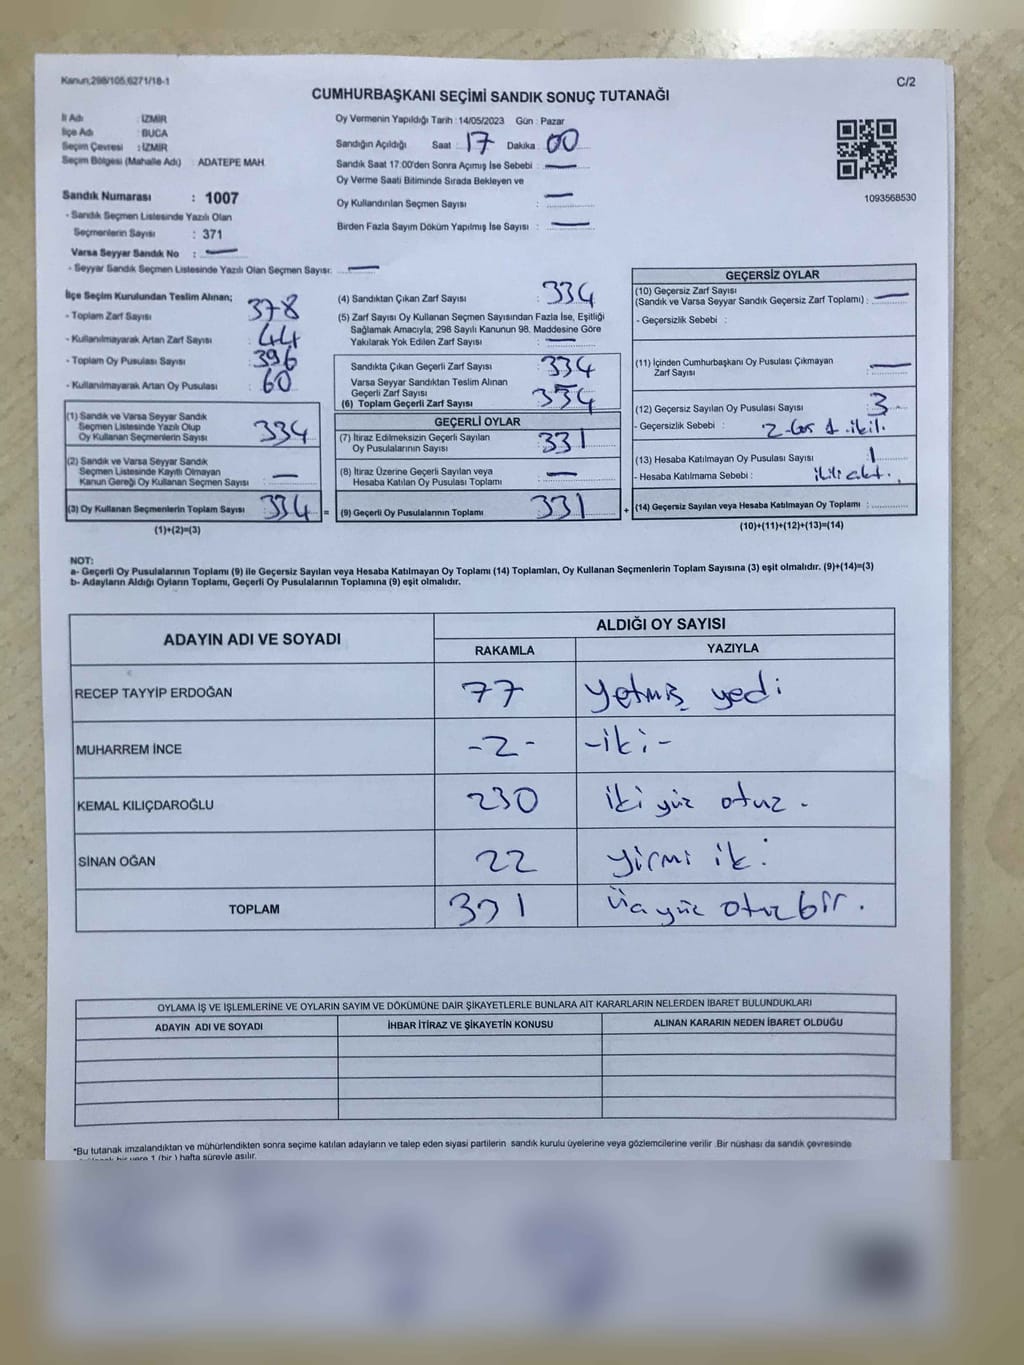 Kanun,298/105,6271/18-1
C/2
CUMHURBAŞKANI SEÇİMİ SANDIK SONUÇ TUTANAĞI
İl Adı : İZMİR
İlçe Adı : BUCA
Seçim Çevresi : İZMİR
Seçim Bölgesi (Mahalle Adı) : ADATEPE MAH.
Sandık Numarası : 1007
- Sandık Seçmen Listesinde Yazılı Olan
Seçmenlerin Sayısı : 371
Varsa Seyyar Sandık No : —
- Seyyar Sandık Seçmen Listesinde Yazılı Olan Seçmen Sayısı: —
Oy Vermenin Yapıldığı Tarih : 14/05/2023 Gün : Pazar
Sandığın Açıldığı Saat 17 Dakika 00
Sandık Saat 17:00'den Sonra Açımış İse Sebebi : —
Oy Verme Saati Bitiminde Sırada Bekleyen ve
Oy Kullandırılan Seçmen Sayısı : —
Birden Fazla Sayım Döküm Yapılmış İse Sayısı : —
1093568530
İlçe Seçim Kurulundan Teslim Alınan;
- Toplam Zarf Sayısı : 378
- Kullanılmayarak Artan Zarf Sayısı : 44
- Toplam Oy Pusulası Sayısı : 396
- Kullanılmayarak Artan Oy Pusulası : 60
(1) Sandık ve Varsa Seyyar Sandık
Seçmen Listesinde Yazılı Olup
Oy Kullanan Seçmenlerin Sayısı : 334
(2) Sandık ve Varsa Seyyar Sandık
Seçmen Listesinde Kayıtlı Olmayan
Kanun Gereği Oy Kullanan Seçmen Sayısı : —
(3) Oy Kullanan Seçmenlerin Toplam Sayısı : 334 =
(1)+(2)=(3)
(4) Sandıktan Çıkan Zarf Sayısı : 334
(5) Zarf Sayısı Oy Kullanan Seçmen Sayısından Fazla İse, Eşitliği
Sağlamak Amacıyla, 298 Sayılı Kanunun 98. Maddesine Göre
Yakılarak Yok Edilen Zarf Sayısı : —
Sandıkta Çıkan Geçerli Zarf Sayısı : 334
Varsa Seyyar Sandıktan Teslim Alınan
Geçerli Zarf Sayısı
(6) Toplam Geçerli Zarf Sayısı : 334
GEÇERLİ OYLAR
(7) İtiraz Edilmeksizin Geçerli Sayılan
Oy Pusulası Sayısı : 331
(8) İtiraz Üzerine Geçerli Sayılan veya
Hesaba Katılan Oy Pusulası Toplamı : —
(9) Geçerli Oy Pusulalarının Toplamı : 331 +
GEÇERSİZ OYLAR
(10) Geçersiz Zarf Sayısı
(Sandık ve Varsa Seyyar Sandık Geçersiz Zarf Toplamı) : —
- Geçersizlik Sebebi :
(11) İçinden Cumhurbaşkanı Oy Pusulası Çıkmayan
Zarf Sayısı : —
(12) Geçersiz Sayılan Oy Pusulası Sayısı : 3
- Geçersizlik Sebebi :
(13) Hesaba Katılmayan Oy Pusulası Sayısı : 1
- Hesaba Katılmama Sebebi :
(14) Geçersiz Sayılan veya Hesaba Katılmayan Oy Toplamı :
(10)+(11)+(12)+(13)=(14)
NOT:
a- Geçerli Oy Pusulalarının Toplamı (9) ile Geçersiz Sayılan veya Hesaba Katılmayan Oy Toplamı (14) Toplamları, Oy Kullanan Seçmenlerin Toplam Sayısına (3) eşit olmalıdır. (9)+(14)=(3)
b- Adayların Aldığı Oyların Toplamı, Geçerli Oy Pusulalarının Toplamına (9) eşit olmalıdır.
ADAYIN ADI VE SOYADI
ALDIĞI OY SAYISI
RAKAMLA YAZIYLA
RECEP TAYYİP ERDOĞAN 77 Yetmiş yedi
MUHARREM İNCE -2- -iki-
KEMAL KILIÇDAROĞLU 230 İki yüz otuz.
SİNAN OĞAN 22 yirmi iki
TOPLAM 331 Üç yüz otuz bir.
OYLAMA İŞ VE İŞLEMLERİNE VE OYLARIN SAYIM VE DÖKÜMÜNE DAİR ŞİKAYETLERLE BUNLARA AİT KARARLARIN NELERDEN İBARET BULUNDUKLARI
ADAYIN ADI VE SOYADI İHBAR İTİRAZ VE ŞİKAYETİN KONUSU ALINAN KARARIN NEDEN İBARET OLDUĞU
*Bu tutanak imzalandıktan ve mühürlendikten sonra seçime katılan adayların ve talep eden siyasi partilerin sandık kurulu üyelerine veya gözlemcilerine verilir .Bir nüshası da sandık çevresinde
bir yere 1 (bir ) hafta süreyle asılır.